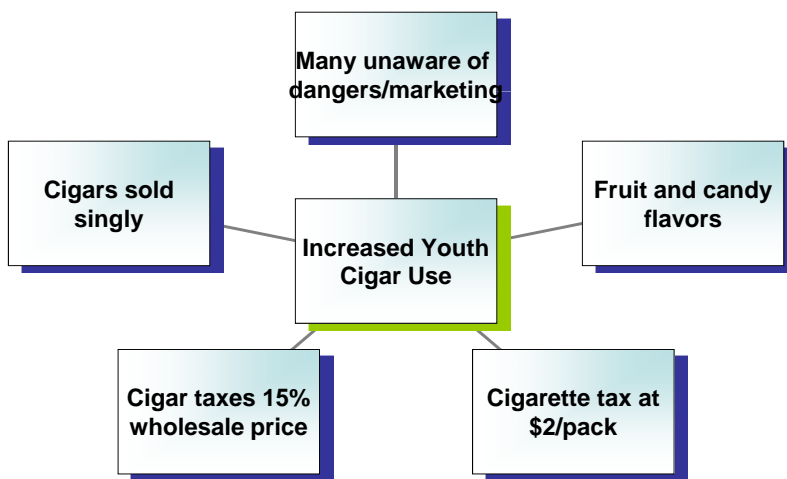 Many unaware of
dangers/marketing
Cigars sold
singly
Fruit and candy
flavors
Increased Youth
Cigar Use
Cigar taxes 15%
wholesale price
Cigarette tax at
$2/pack